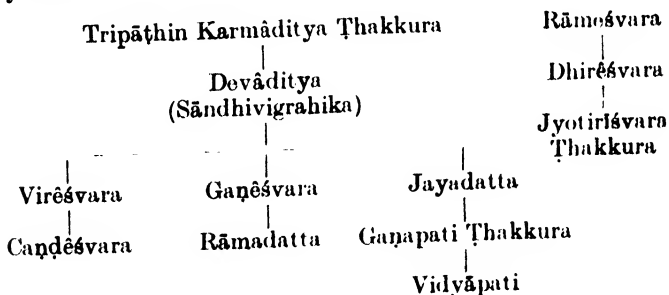 Tripāṭhin Karmâditya Ṭhakkura
Devâditya
(Sāndhivigrahika)
Virêśvara Gaṇêśvara Jayadatta
Caṇḍêśvara Rāmadatta Gaṇapati Ṭhakkura
Vidyāpati
Rāmeśvara
Dhirêśvara
Jyotirîśvara
Ṭhakkura